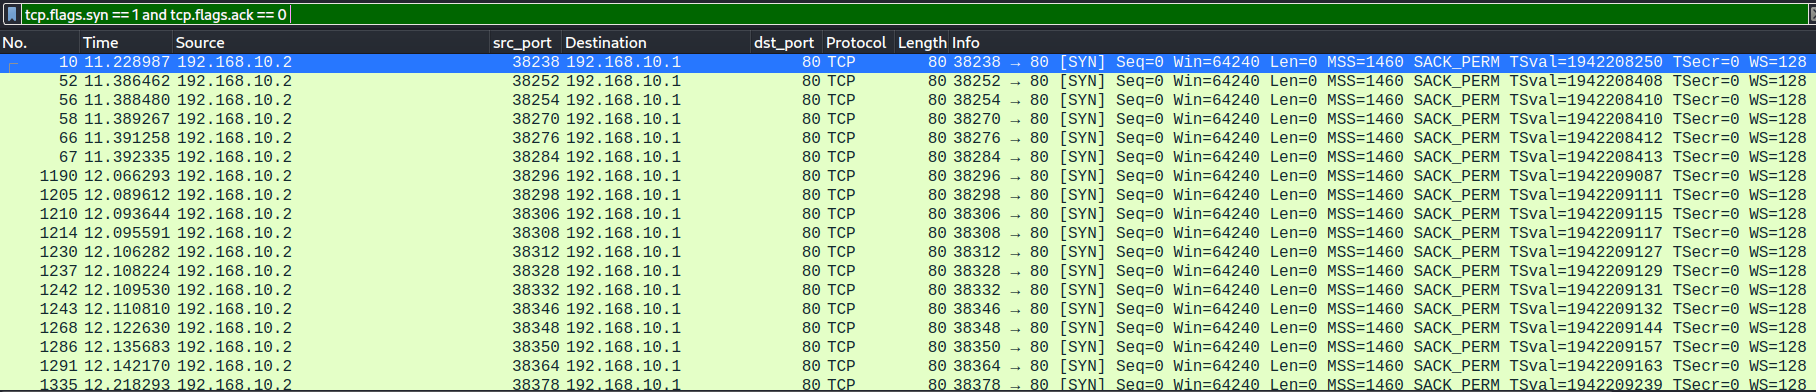 tcp.flags.syn == 1 and tcp.flags.ack == 0
No. Time Source src_port Destination dst_port Protocol Length Info
10 11.228987 192.168.10.2 38238 192.168.10.1 80 TCP 80 38238 → 80 [SYN] Seq=0 Win=64240 Len=0 MSS=1460 SACK_PERM TSval=1942208250 TSecr=0 WS=128
52 11.386462 192.168.10.2 38252 192.168.10.1 80 TCP 80 38252 → 80 [SYN] Seq=0 Win=64240 Len=0 MSS=1460 SACK_PERM TSval=1942208408 TSecr=0 WS=128
56 11.388480 192.168.10.2 38254 192.168.10.1 80 TCP 80 38254 → 80 [SYN] Seq=0 Win=64240 Len=0 MSS=1460 SACK_PERM TSval=1942208410 TSecr=0 WS=128
58 11.389267 192.168.10.2 38270 192.168.10.1 80 TCP 80 38270 → 80 [SYN] Seq=0 Win=64240 Len=0 MSS=1460 SACK_PERM TSval=1942208410 TSecr=0 WS=128
66 11.391258 192.168.10.2 38276 192.168.10.1 80 TCP 80 38276 → 80 [SYN] Seq=0 Win=64240 Len=0 MSS=1460 SACK_PERM TSval=1942208412 TSecr=0 WS=128
67 11.392335 192.168.10.2 38284 192.168.10.1 80 TCP 80 38284 → 80 [SYN] Seq=0 Win=64240 Len=0 MSS=1460 SACK_PERM TSval=1942208413 TSecr=0 WS=128
1190 12.066293 192.168.10.2 38296 192.168.10.1 80 TCP 80 38296 → 80 [SYN] Seq=0 Win=64240 Len=0 MSS=1460 SACK_PERM TSval=1942209087 TSecr=0 WS=128
1205 12.089612 192.168.10.2 38298 192.168.10.1 80 TCP 80 38298 → 80 [SYN] Seq=0 Win=64240 Len=0 MSS=1460 SACK_PERM TSval=1942209111 TSecr=0 WS=128
1210 12.093644 192.168.10.2 38306 192.168.10.1 80 TCP 80 38306 → 80 [SYN] Seq=0 Win=64240 Len=0 MSS=1460 SACK_PERM TSval=1942209115 TSecr=0 WS=128
1214 12.095591 192.168.10.2 38308 192.168.10.1 80 TCP 80 38308 → 80 [SYN] Seq=0 Win=64240 Len=0 MSS=1460 SACK_PERM TSval=1942209117 TSecr=0 WS=128
1230 12.106282 192.168.10.2 38312 192.168.10.1 80 TCP 80 38312 → 80 [SYN] Seq=0 Win=64240 Len=0 MSS=1460 SACK_PERM TSval=1942209127 TSecr=0 WS=128
1237 12.108224 192.168.10.2 38328 192.168.10.1 80 TCP 80 38328 → 80 [SYN] Seq=0 Win=64240 Len=0 MSS=1460 SACK_PERM TSval=1942209129 TSecr=0 WS=128
1242 12.109530 192.168.10.2 38332 192.168.10.1 80 TCP 80 38332 → 80 [SYN] Seq=0 Win=64240 Len=0 MSS=1460 SACK_PERM TSval=1942209131 TSecr=0 WS=128
1243 12.110810 192.168.10.2 38346 192.168.10.1 80 TCP 80 38346 → 80 [SYN] Seq=0 Win=64240 Len=0 MSS=1460 SACK_PERM TSval=1942209132 TSecr=0 WS=128
1268 12.122630 192.168.10.2 38348 192.168.10.1 80 TCP 80 38348 → 80 [SYN] Seq=0 Win=64240 Len=0 MSS=1460 SACK_PERM TSval=1942209144 TSecr=0 WS=128
1286 12.135683 192.168.10.2 38350 192.168.10.1 80 TCP 80 38350 → 80 [SYN] Seq=0 Win=64240 Len=0 MSS=1460 SACK_PERM TSval=1942209157 TSecr=0 WS=128
1291 12.142170 192.168.10.2 38364 192.168.10.1 80 TCP 80 38364 → 80 [SYN] Seq=0 Win=64240 Len=0 MSS=1460 SACK_PERM TSval=1942209163 TSecr=0 WS=128
1335 12.218293 192.168.10.2 38378 192.168.10.1 80 TCP 80 38378 → 80 [SYN] Seq=0 Win=64240 Len=0 MSS=1460 SACK_PERM TSval=1942209239 TSecr=0 WS=128